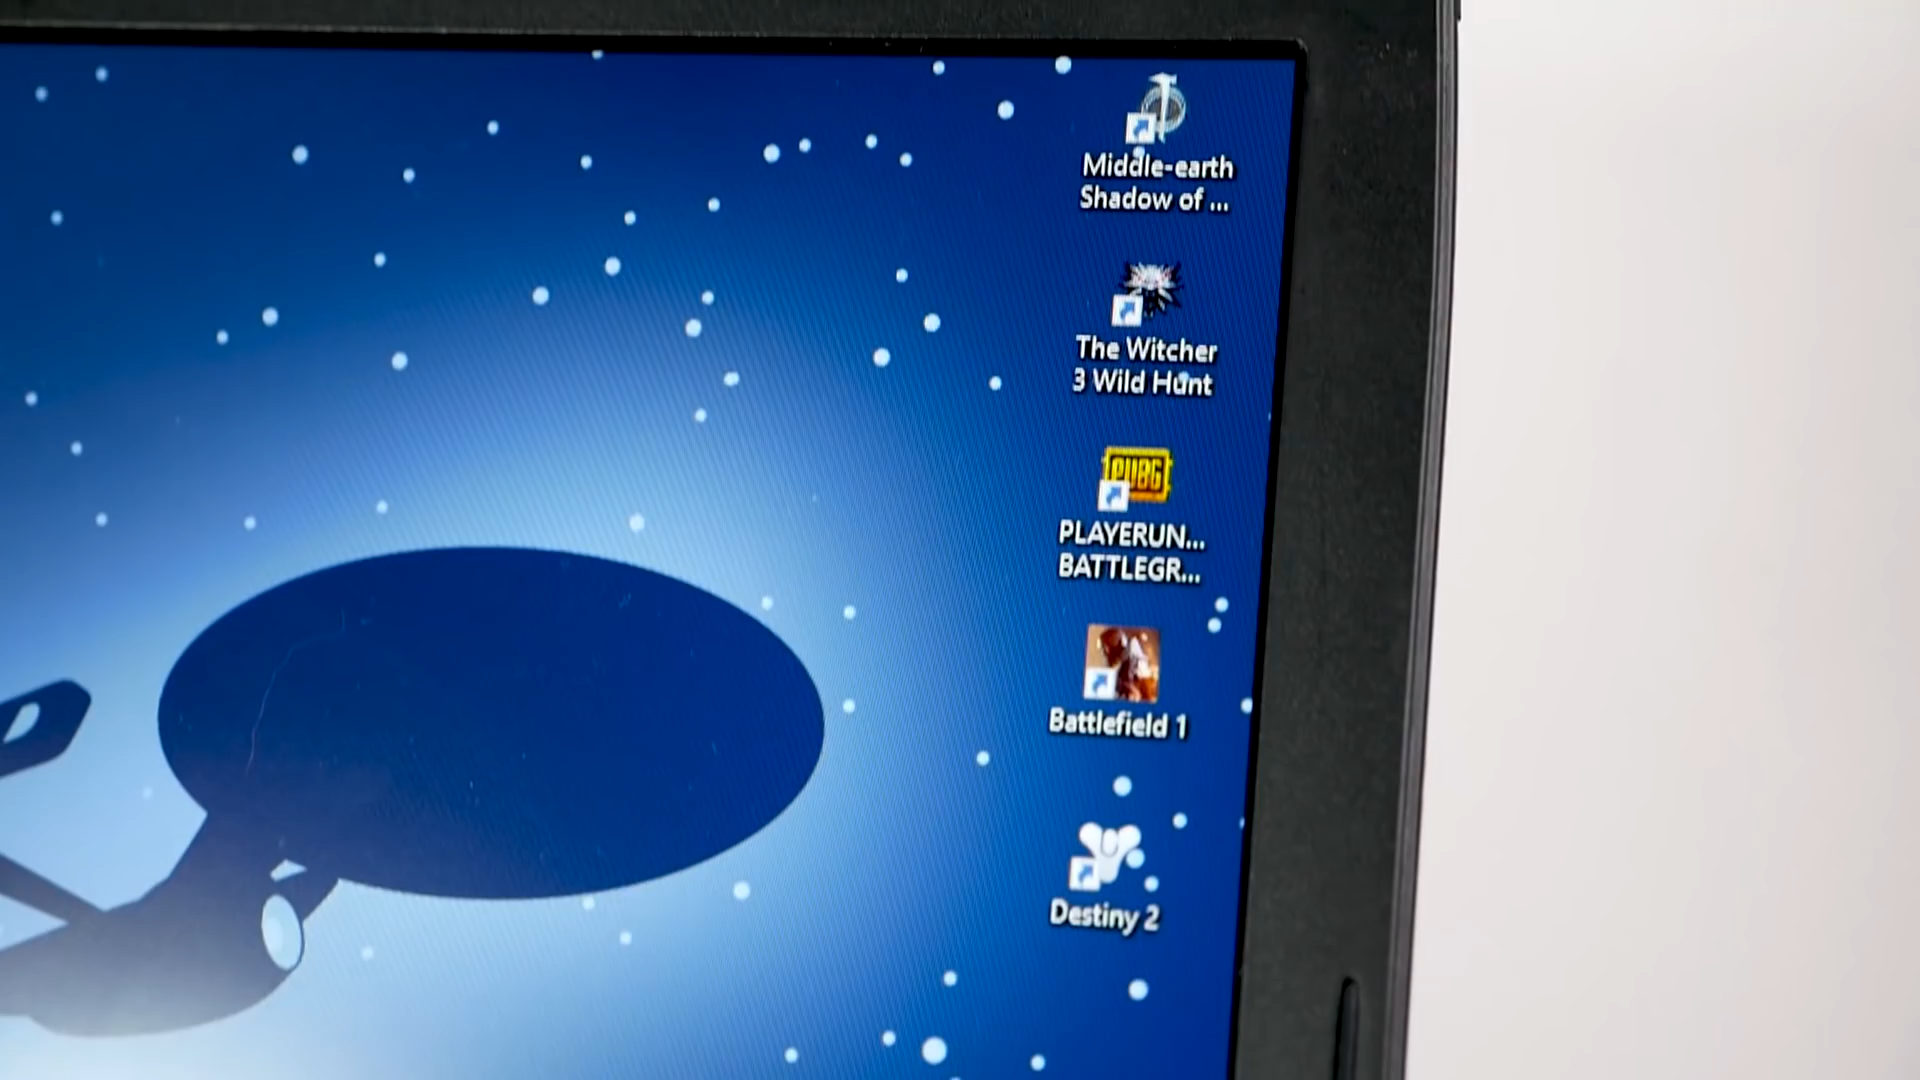 Middle-earth
Shadow of ...
The Witcher
3 Wild Hunt
PUBG
PLAYERUN...
BATTLEGR...
Battlefield 1
Destiny 2